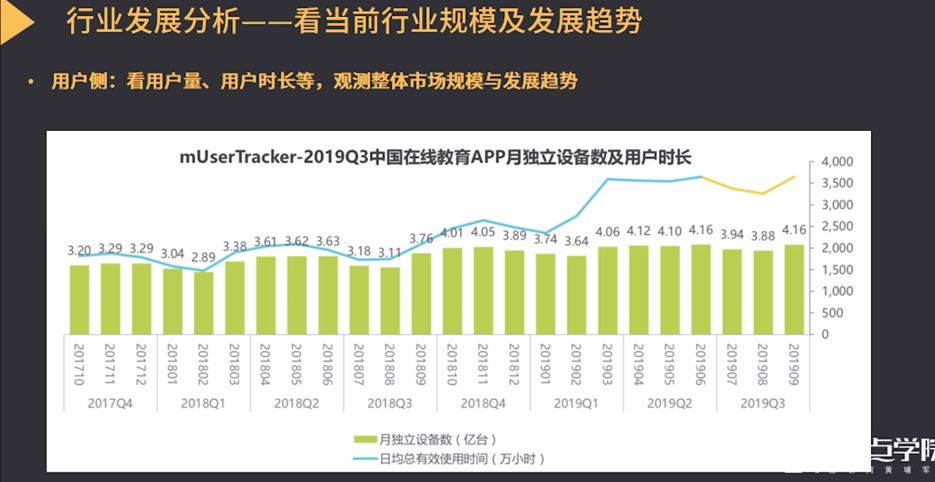 行业发展分析——看当前行业规模及发展趋势
• 用户侧：看用户量、用户时长等，观测整体市场规模与发展趋势
mUserTracker-2019Q3中国在线教育APP月独立设备数及用户时长
4,000
3,500
3,000
2,500
2,000
1,500
1,000
500
0
3.20 3.29 3.29 3.04 2.89 3.38 3.61 3.62 3.63 3.18 3.11 3.76 4.01 4.05 3.89 3.74 3.64 4.06 4.12 4.10 4.16 3.94 3.88 4.16
201710 201711 201712 201801 201802 201803 201804 201805 201806 201807 201808 201809 201810 201811 201812 201901 201902 201903 201904 201905 201906 201907 201908 201909
2017Q4 2018Q1 2018Q2 2018Q3 2018Q4 2019Q1 2019Q2 2019Q3
月独立设备数（亿台）
日均总有效使用时间（万小时）
点学院
黄埔军